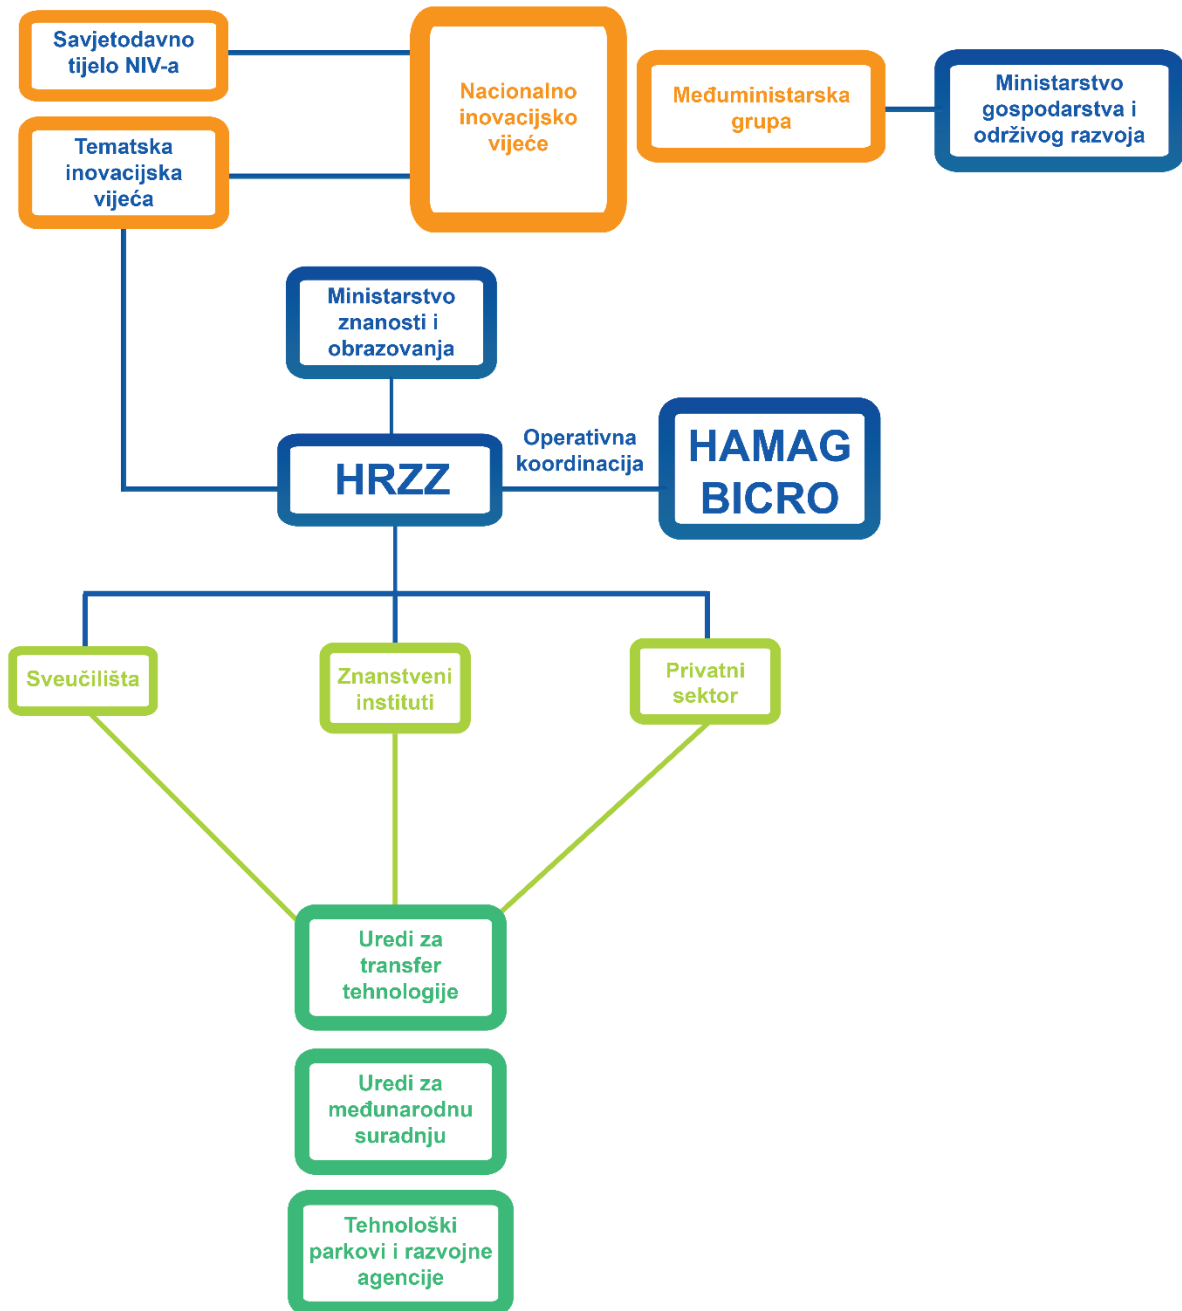 Savjetodavno
tijelo NIV-a
Tematska
inovacijska
vijeća
Nacionalno
inovacijsko
vijeće
Međuministarska
grupa
Ministarstvo
gospodarstva i
održivog razvoja
Ministarstvo
znanosti i
obrazovanja
HRZZ
Operativna
koordinacija
HAMAG
BICRO
Sveučilišta
Znanstveni
instituti
Privatni
sektor
Uredi za
transfer
tehnologije
Uredi za
međunarodnu
suradnju
Tehnološki
parkovi i razvojne
agencije